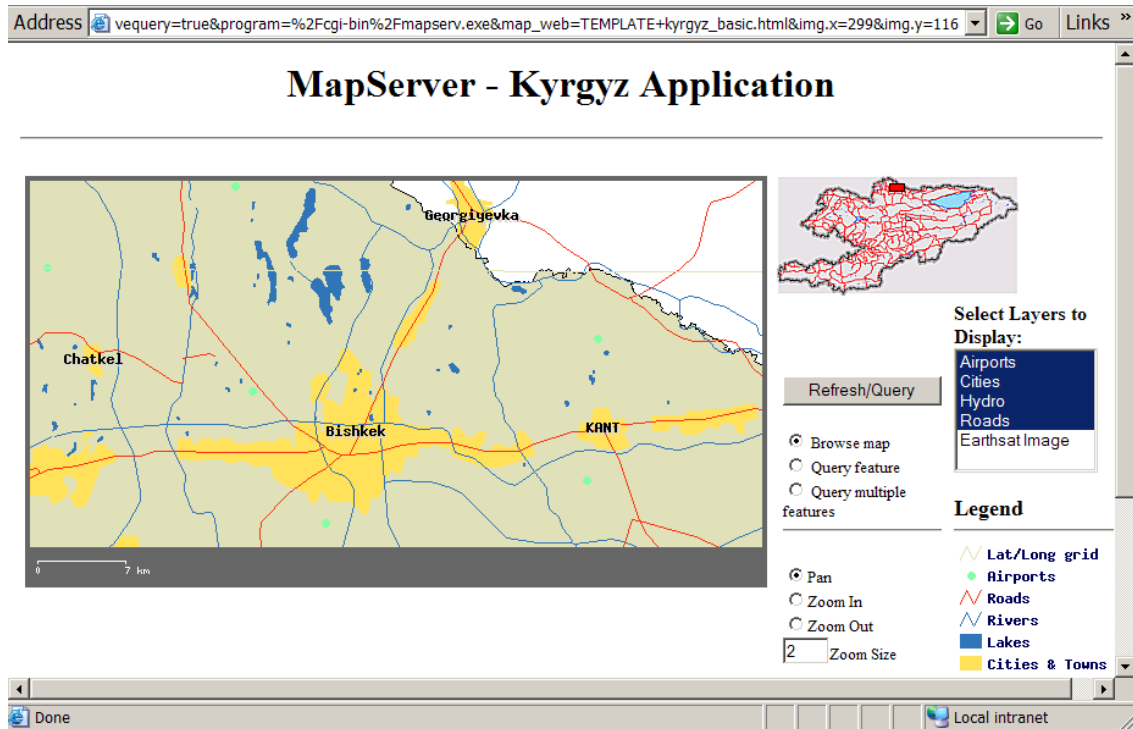 Address vequery=true&program=%2Fcgi-bin%2Fmapserv.exe&map_web=TEMPLATE+kyrgyz_basic.html&img.x=299&img.y=116 Go Links »
MapServer - Kyrgyz Application
Georgiyevka
Chatkel
Bishkek
KANT
0 7 km
Select Layers to
Display:
Airports
Cities
Hydro
Roads
Earthsat Image
Refresh/Query
Browse map
Query feature
Query multiple
features
Pan
Zoom In
Zoom Out
2 Zoom Size
Legend
Lat/Long grid
Airports
Roads
Rivers
Lakes
Cities & Towns
Done
Local intranet